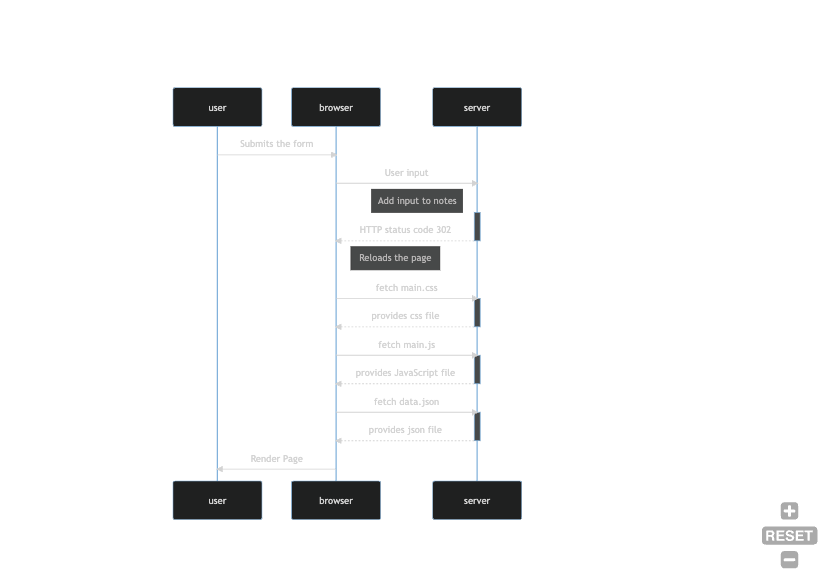 user
browser
server
Submits the form
User input
Add input to notes
HTTP status code 302
Reloads the page
fetch main.css
provides css file
fetch main.js
provides JavaScript file
fetch data.json
provides json file
Render Page
user
browser
server
RESET